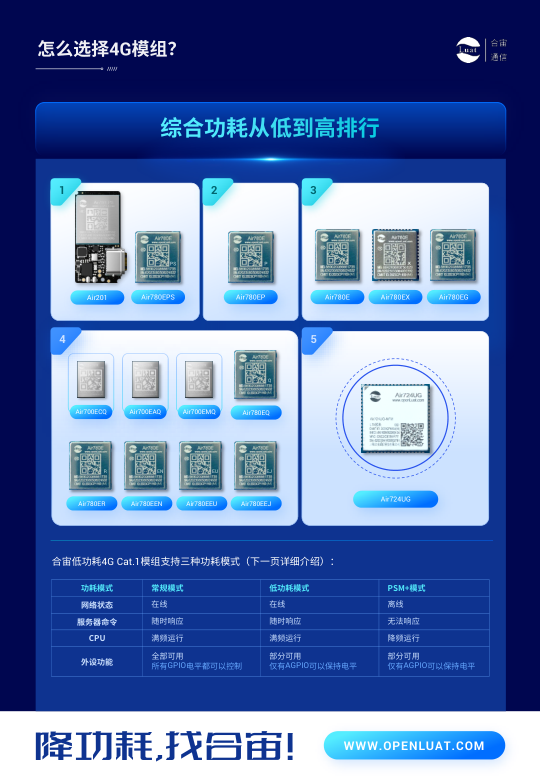 怎么选择4G模组?
Luat
合宙
通信
综合功耗从低到高排行
1
Air201
Air780EPS
2
Air780EP
3
Air780E
Air780EX
Air780EG
4
Air700ECQ
Air700EAQ
Air700EMQ
Air780EQ
Air780ER
Air780EEN
Air780EEU
Air780EEJ
5
Air724UG
www.openLuat.com
Air724UG
合宙低功耗4G Cat.1模组支持三种功耗模式(下一页详细介绍):
功耗模式 常规模式 低功耗模式 PSM+模式
网络状态 在线 在线 离线
服务器命令 随时响应 随时响应 无法响应
CPU 满频运行 满频运行 降频运行
外设功能 全部可用 部分可用 部分可用
所有GPIO电平都可以控制 仅有AGPIO可以保持电平 仅有AGPIO可以保持电平
降功耗,找合宙!
WWW.OPENLUAT.COM